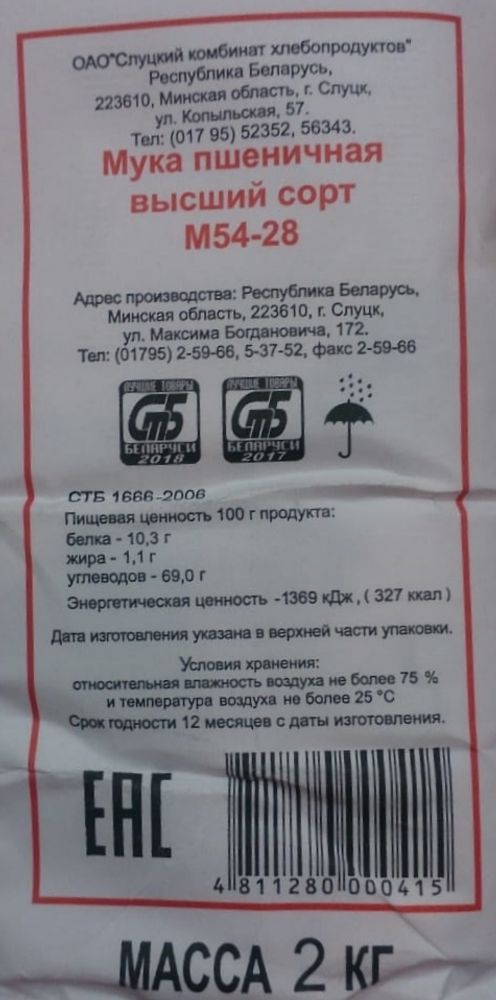 ОАО"Слуцкий комбинат хлебопродуктов"
Республика Беларусь,
223610, Минская область, г. Слуцк,
ул. Копыльская, 57.
Тел: (017 95) 52352, 56343.
Мука пшеничная
высший сорт
М54-28
Адрес производства: Республика Беларусь,
Минская область, 223610, г. Слуцк,
ул. Максима Богдановича, 172.
Тел: (01795) 2-59-66, 5-37-52, факс 2-59-66
ЛУЧШИЕ ТОВАРЫ ЛУЧШИЕ ТОВАРЫ
СТБ СТБ
БЕЛАРУСИ БЕЛАРУСИ
2018 2017
СТБ 1666-2006
Пищевая ценность 100 г продукта:
белка - 10,3 г
жира - 1,1 г
углеводов - 69,0 г
Энергетическая ценность -1369 кДж, ( 327 ккал )
Дата изготовления указана в верхней части упаковки.
Условия хранения:
относительная влажность воздуха не более 75 %
и температура воздуха не более 25 °С
Срок годности 12 месяцев с даты изготовления.
ЕАС
4 811280 000415
МАССА 2 КГ